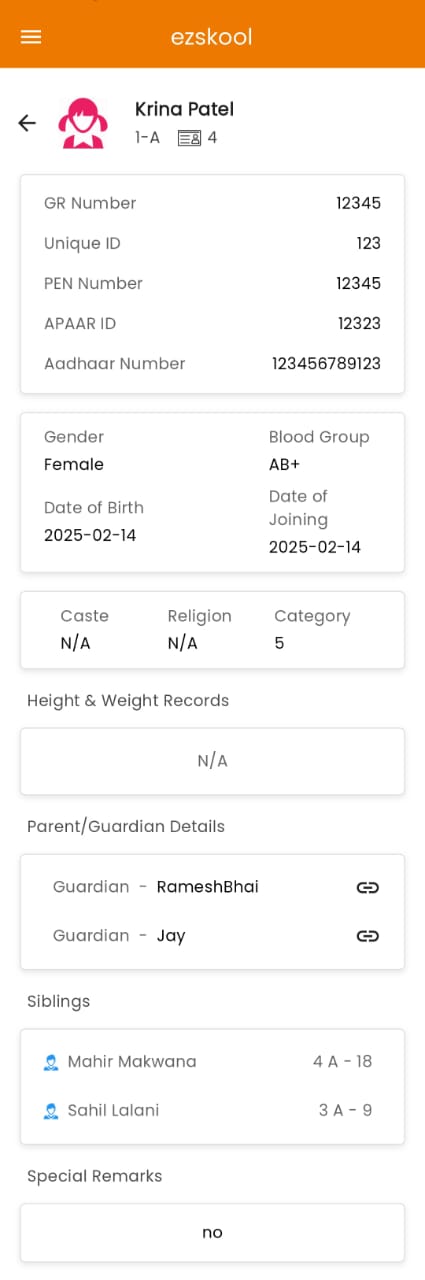 ezskool
Krina Patel
1-A 4
GR Number 12345
Unique ID 123
PEN Number 12345
APAAR ID 12323
Aadhaar Number 123456789123
Gender Blood Group
Female AB+
Date of Birth Date of Joining
2025-02-14 2025-02-14
Caste Religion Category
N/A N/A 5
Height & Weight Records
N/A
Parent/Guardian Details
Guardian - RameshBhai
Guardian - Jay
Siblings
Mahir Makwana 4 A - 18
Sahil Lalani 3 A - 9
Special Remarks
no